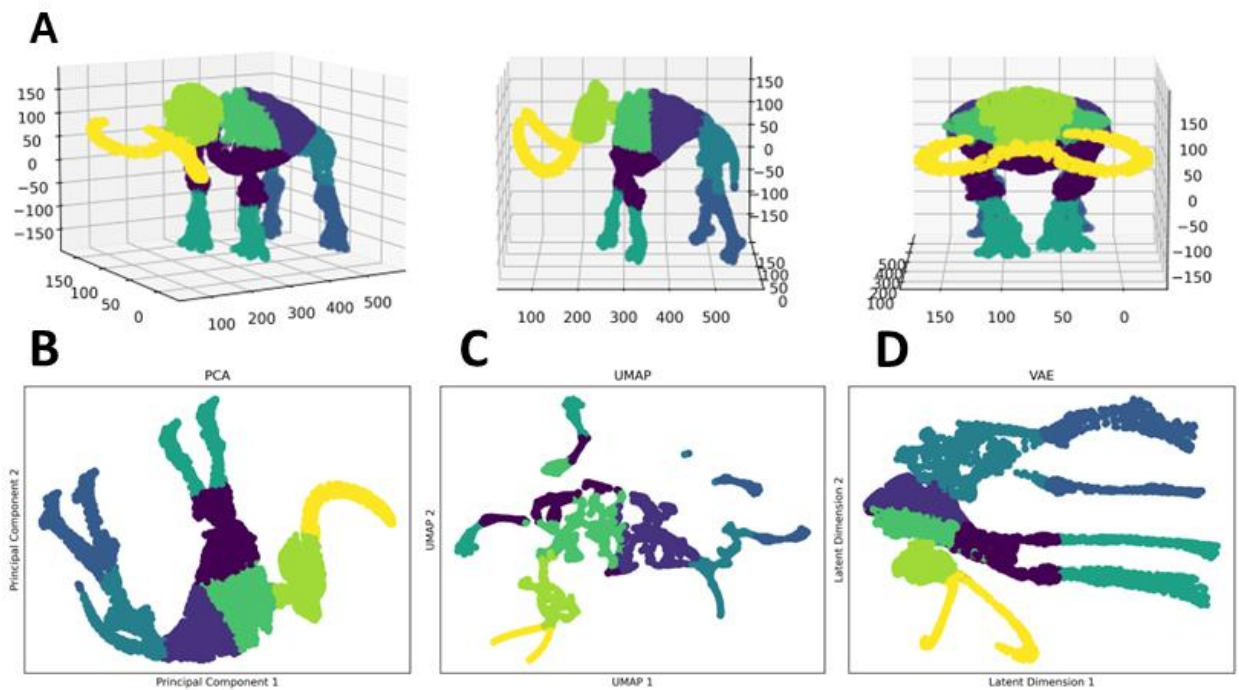 A
150
100
50
0
−50
−100
−150
150
100
50
0
100 200 300 400 500
150
100
50
0
−50
−100
−150
150
100
50
0
100 200 300 400 500
150
100
50
0
−50
−100
−150
500
400
300
200
100
150 100 50 0
B
PCA
Principal Component 2
Principal Component 1
C
UMAP
UMAP 2
UMAP 1
D
VAE
Latent Dimension 2
Latent Dimension 1